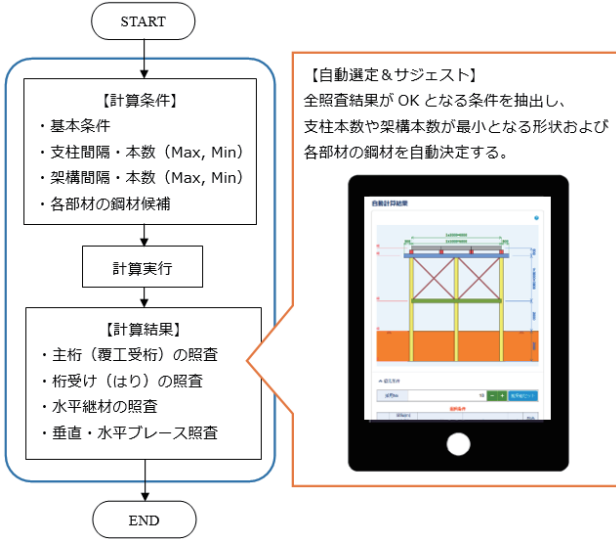 START
【計算条件】
・基本条件
・支柱間隔・本数（Max, Min）
・架構間隔・本数（Max, Min）
・各部材の鋼材候補
計算実行
【計算結果】
・主桁（覆工受桁）の照査
・桁受け（はり）の照査
・水平継材の照査
・垂直・水平ブレース照査
END
【自動選定＆サジェスト】
全照査結果が OK となる条件を抽出し、
支柱本数や架構本数が最小となる形状および
各部材の鋼材を自動決定する。
自動計算結果